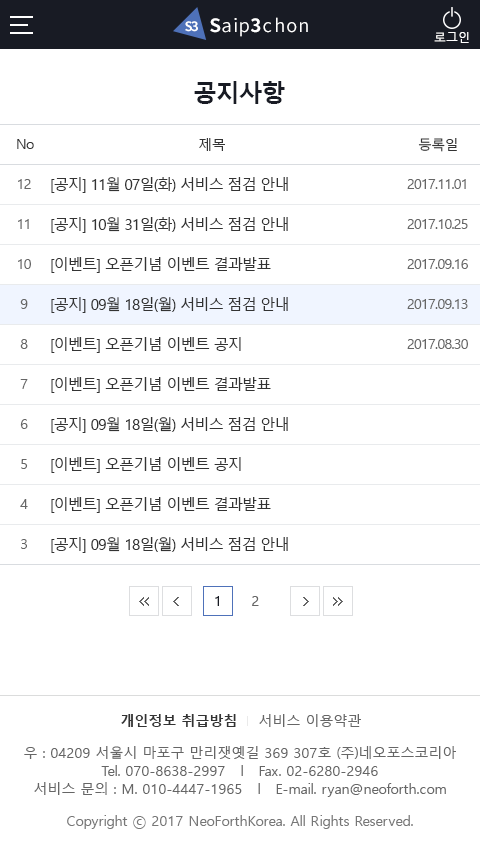 S3 Saip3chon
로그인
공지사항
No 제목 등록일
12 [공지] 11월 07일(화) 서비스 점검 안내 2017.11.01
11 [공지] 10월 31일(화) 서비스 점검 안내 2017.10.25
10 [이벤트] 오픈기념 이벤트 결과발표 2017.09.16
9 [공지] 09월 18일(월) 서비스 점검 안내 2017.09.13
8 [이벤트] 오픈기념 이벤트 공지 2017.08.30
7 [이벤트] 오픈기념 이벤트 결과발표
6 [공지] 09월 18일(월) 서비스 점검 안내
5 [이벤트] 오픈기념 이벤트 공지
4 [이벤트] 오픈기념 이벤트 결과발표
3 [공지] 09월 18일(월) 서비스 점검 안내
1 2
개인정보 취급방침 | 서비스 이용약관
우 : 04209 서울시 마포구 만리잿옛길 369 307호 (주)네오포스코리아
Tel. 070-8638-2997 | Fax. 02-6280-2946
서비스 문의 : M. 010-4447-1965 | E-mail. ryan@neoforth.com
Copyright ⓒ 2017 NeoForthKorea. All Rights Reserved.